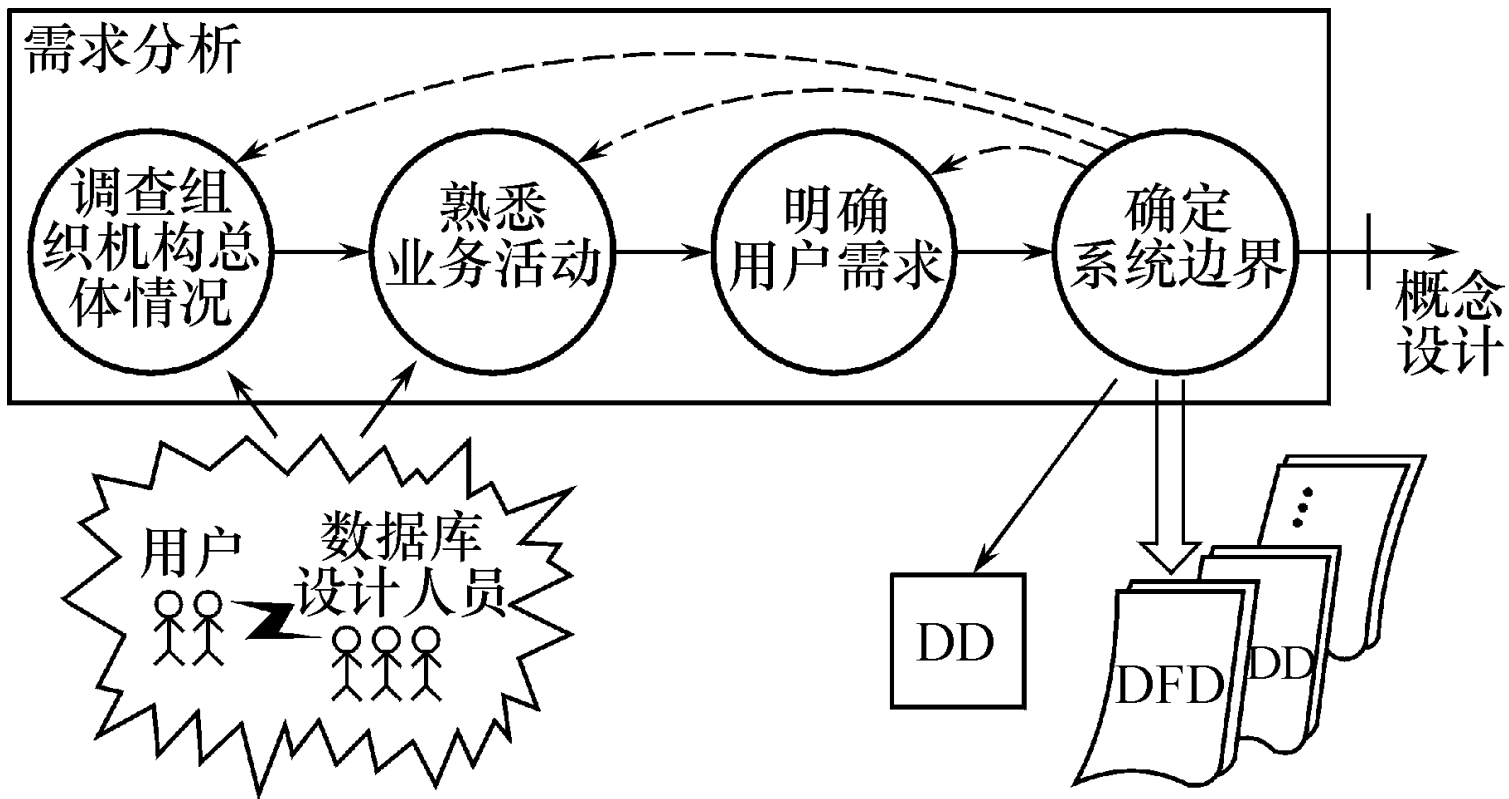 需求分析
调查组
织机构总
体情况
熟悉
业务活动
明确
用户需求
确定
系统边界
概念
设计
用户
数据库
设计人员
DD
DFD
DD